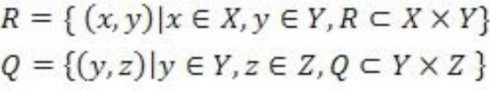 R = { (x, y)|x ∈ X, y ∈ Y, R ⊂ X × Y}
Q = {(y, z)|y ∈ Y, z ∈ Z, Q ⊂ Y × Z }